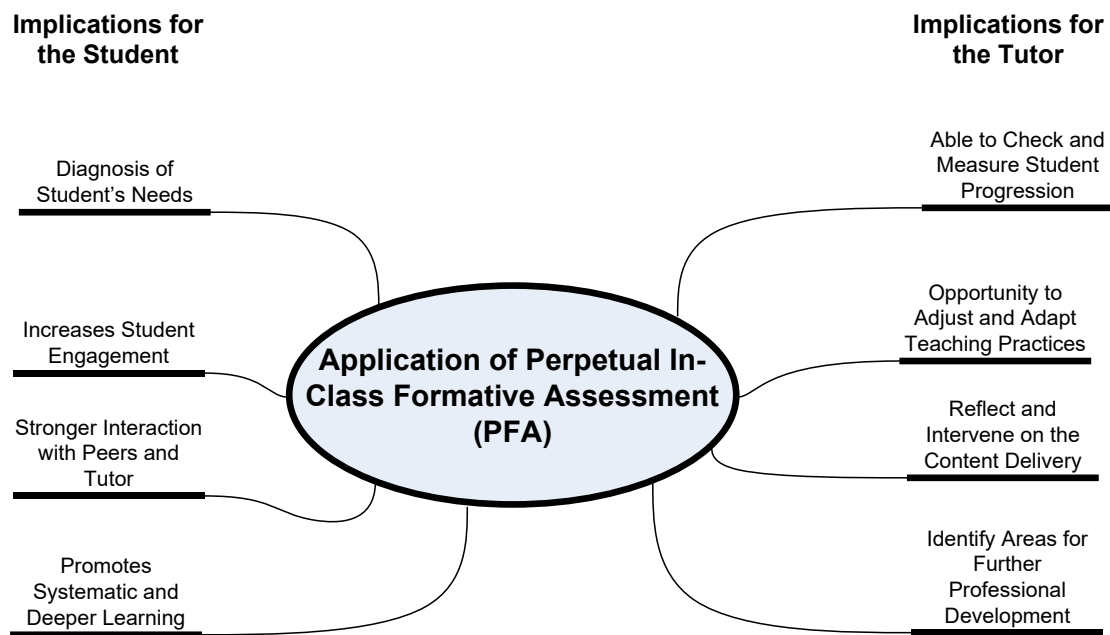 Implications for
the Student
Diagnosis of
Student’s Needs
Increases Student
Engagement
Stronger Interaction
with Peers and
Tutor
Promotes
Systematic and
Deeper Learning
Application of Perpetual In-
Class Formative Assessment
(PFA)
Implications for
the Tutor
Able to Check and
Measure Student
Progression
Opportunity to
Adjust and Adapt
Teaching Practices
Reflect and
Intervene on the
Content Delivery
Identify Areas for
Further
Professional
Development